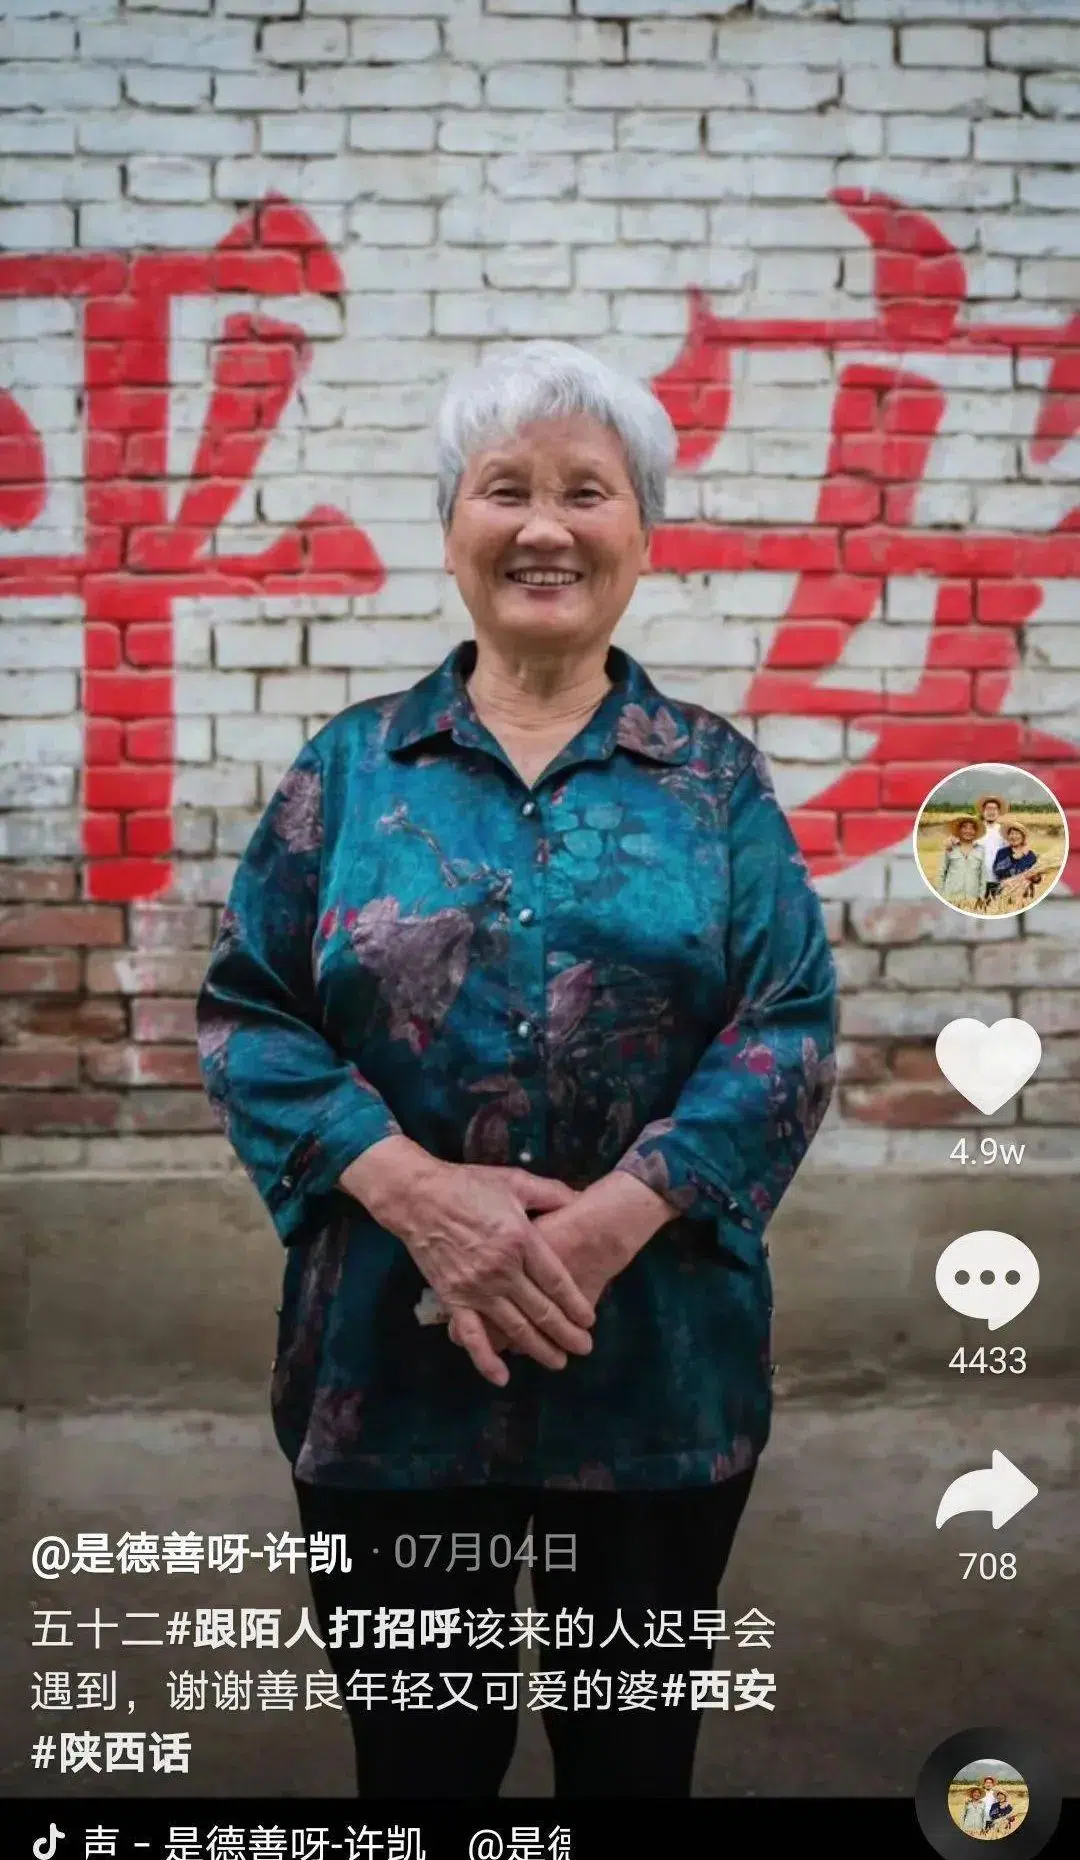 平安
4.9w
4433
708
@是德善呀-许凯 · 07月04日
五十二#跟陌人打招呼该来的人迟早会
遇到，谢谢善良年轻又可爱的婆#西安
#陕西话
声 - 是德善呀-许凯 @是